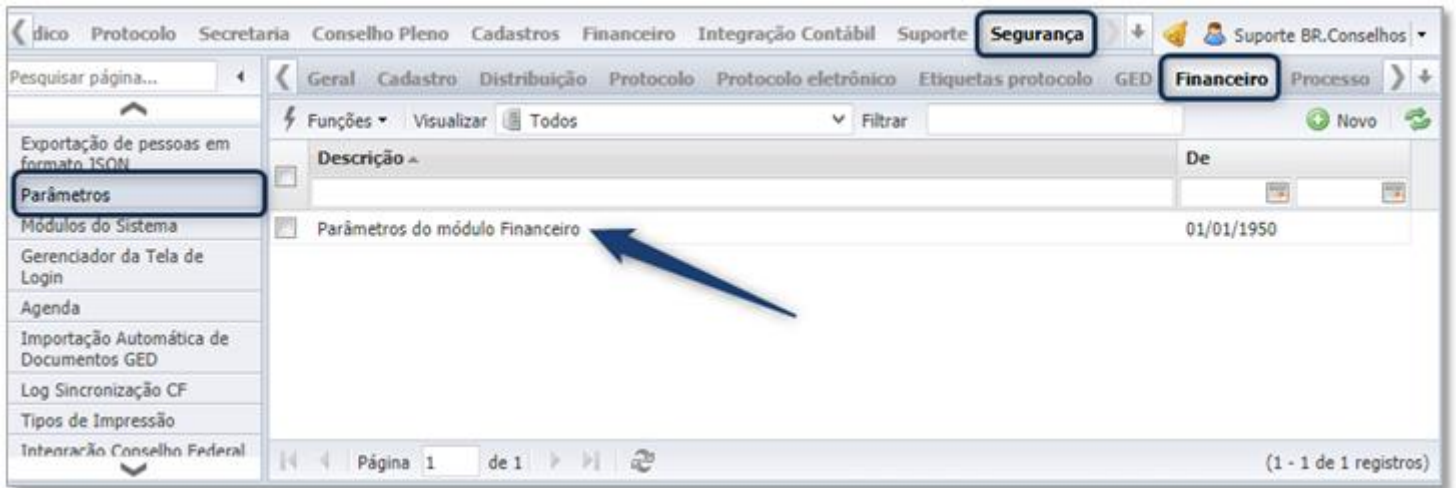 dico Protocolo Secretaria Conselho Pleno Cadastros Financeiro Integração Contábil Suporte Segurança Suporte BR.Conselhos
Pesquisar página...
Geral Cadastro Distribuição Protocolo Protocolo eletrônico Etiquetas protocolo GED Financeiro Processo
Funções Visualizar Todos Filtrar Novo
Exportação de pessoas em
formato JSON
Parâmetros
Módulos do Sistema
Gerenciador da Tela de
Login
Agenda
Importação Automática de
Documentos GED
Log Sincronização CF
Tipos de Impressão
Integração Conselho Federal
Descrição De
Parâmetros do módulo Financeiro 01/01/1950
Página 1 de 1 (1 - 1 de 1 registros)